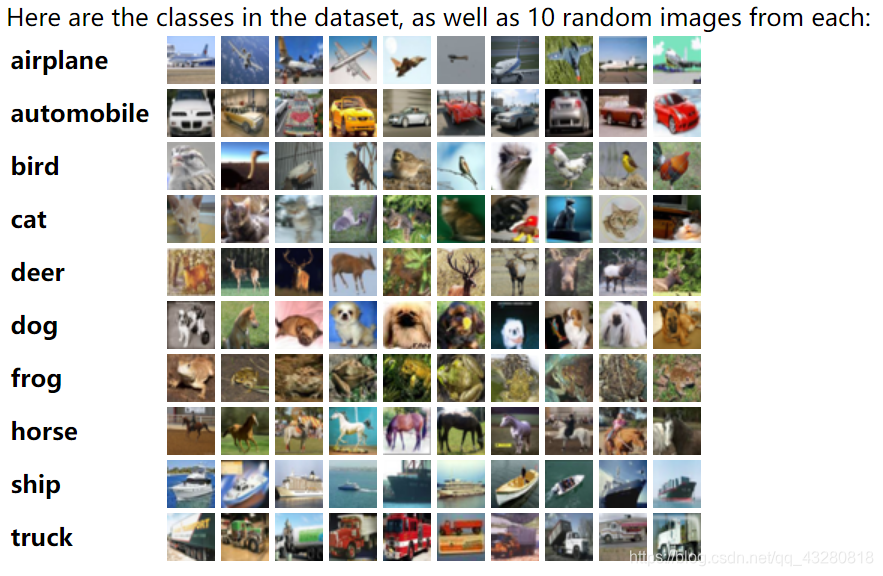 Here are the classes in the dataset, as well as 10 random images from each:
airplane
automobile
bird
cat
deer
dog
frog
horse
ship
truck
https://blog.csdn.net/qq_43280818